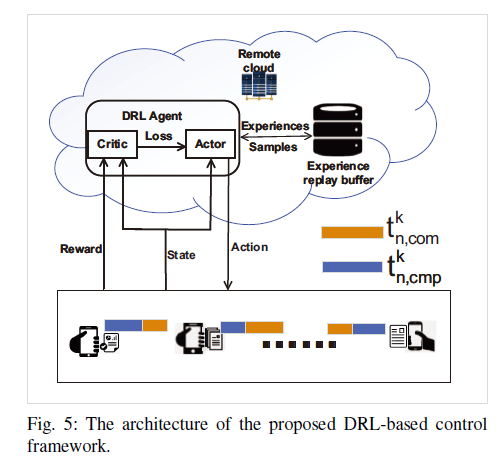 Remote
cloud
DRL Agent
Critic
Loss
Actor
Experiences
Samples
Experience
replay buffer
Reward
State
Action
t^k_{n,com}
t^k_{n,cmp}
Fig. 5: The architecture of the proposed DRL-based control
framework.